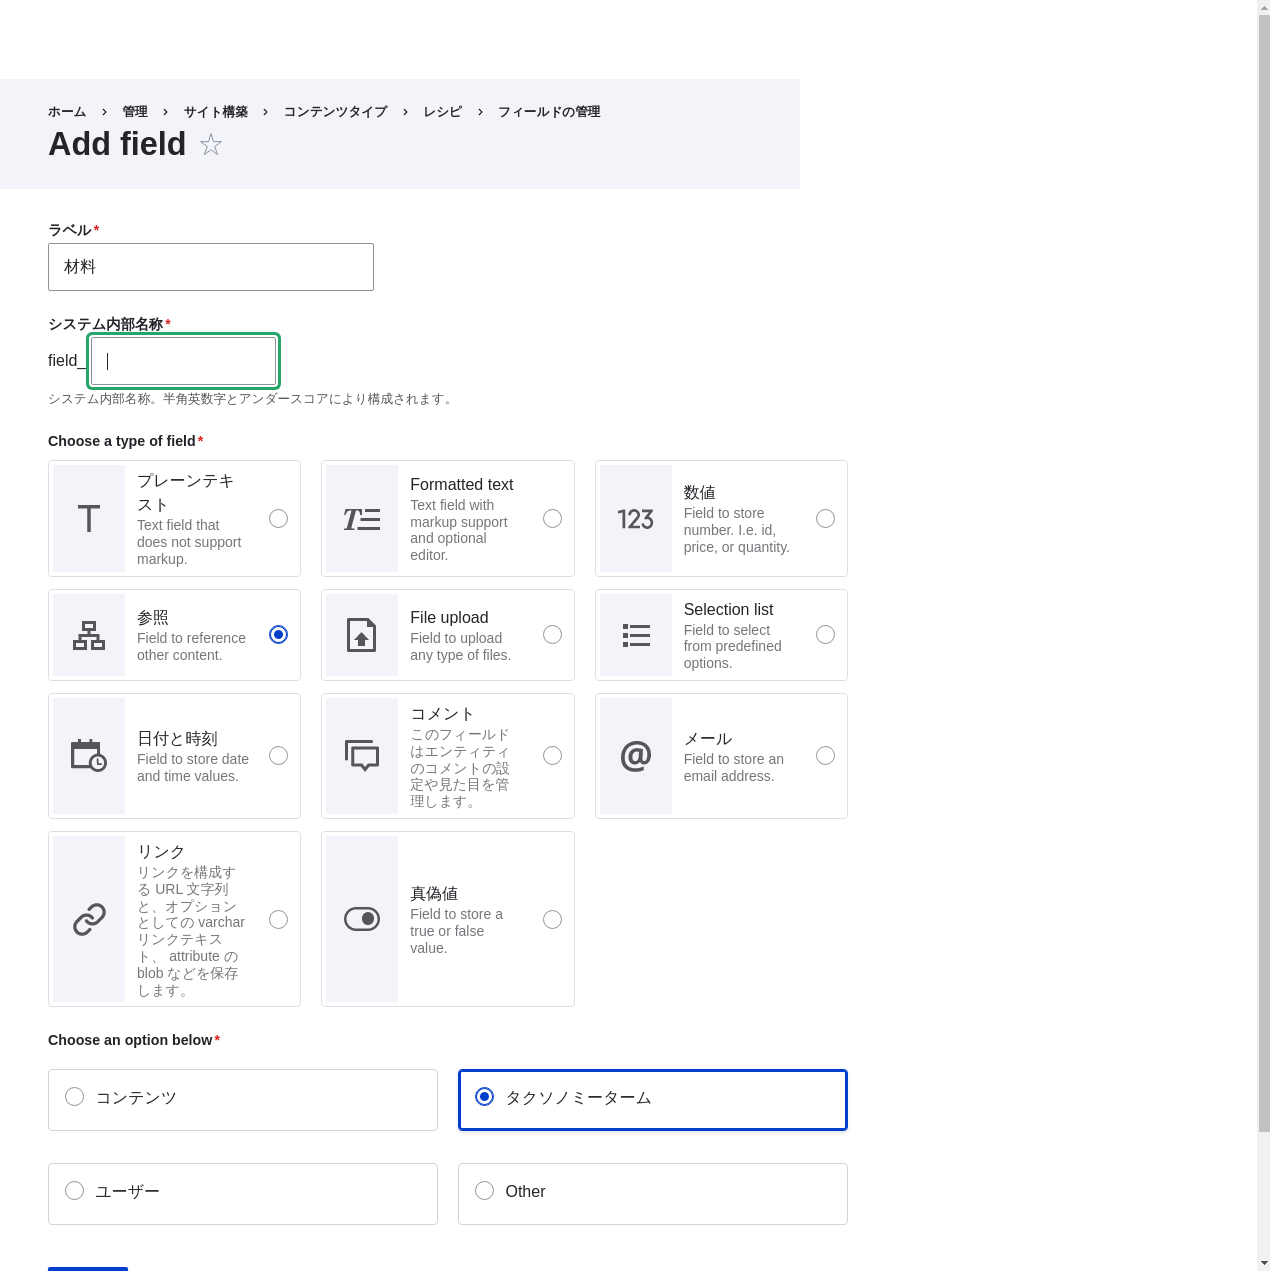 ホーム › 管理 › サイト構築 › コンテンツタイプ › レシピ › フィールドの管理
Add field ☆
ラベル*
材料
システム内部名称*
field_
システム内部名称。半角英数字とアンダースコアにより構成されます。
Choose a type of field*
プレーンテキ
スト
Text field that
does not support
markup.
Formatted text
Text field with
markup support
and optional
editor.
123
数値
Field to store
number. I.e. id,
price, or quantity.
参照
Field to reference
other content.
File upload
Field to upload
any type of files.
Selection list
Field to select
from predefined
options.
日付と時刻
Field to store date
and time values.
コメント
このフィールド
はエンティティ
のコメントの設
定や見た目を管
理します。
@
メール
Field to store an
email address.
リンク
リンクを構成す
る URL 文字列
と、オプション
としての varchar
リンクテキス
ト、 attribute の
blob などを保存
します。
真偽値
Field to store a
true or false
value.
Choose an option below*
コンテンツ
タクソノミーターム
ユーザー
Other